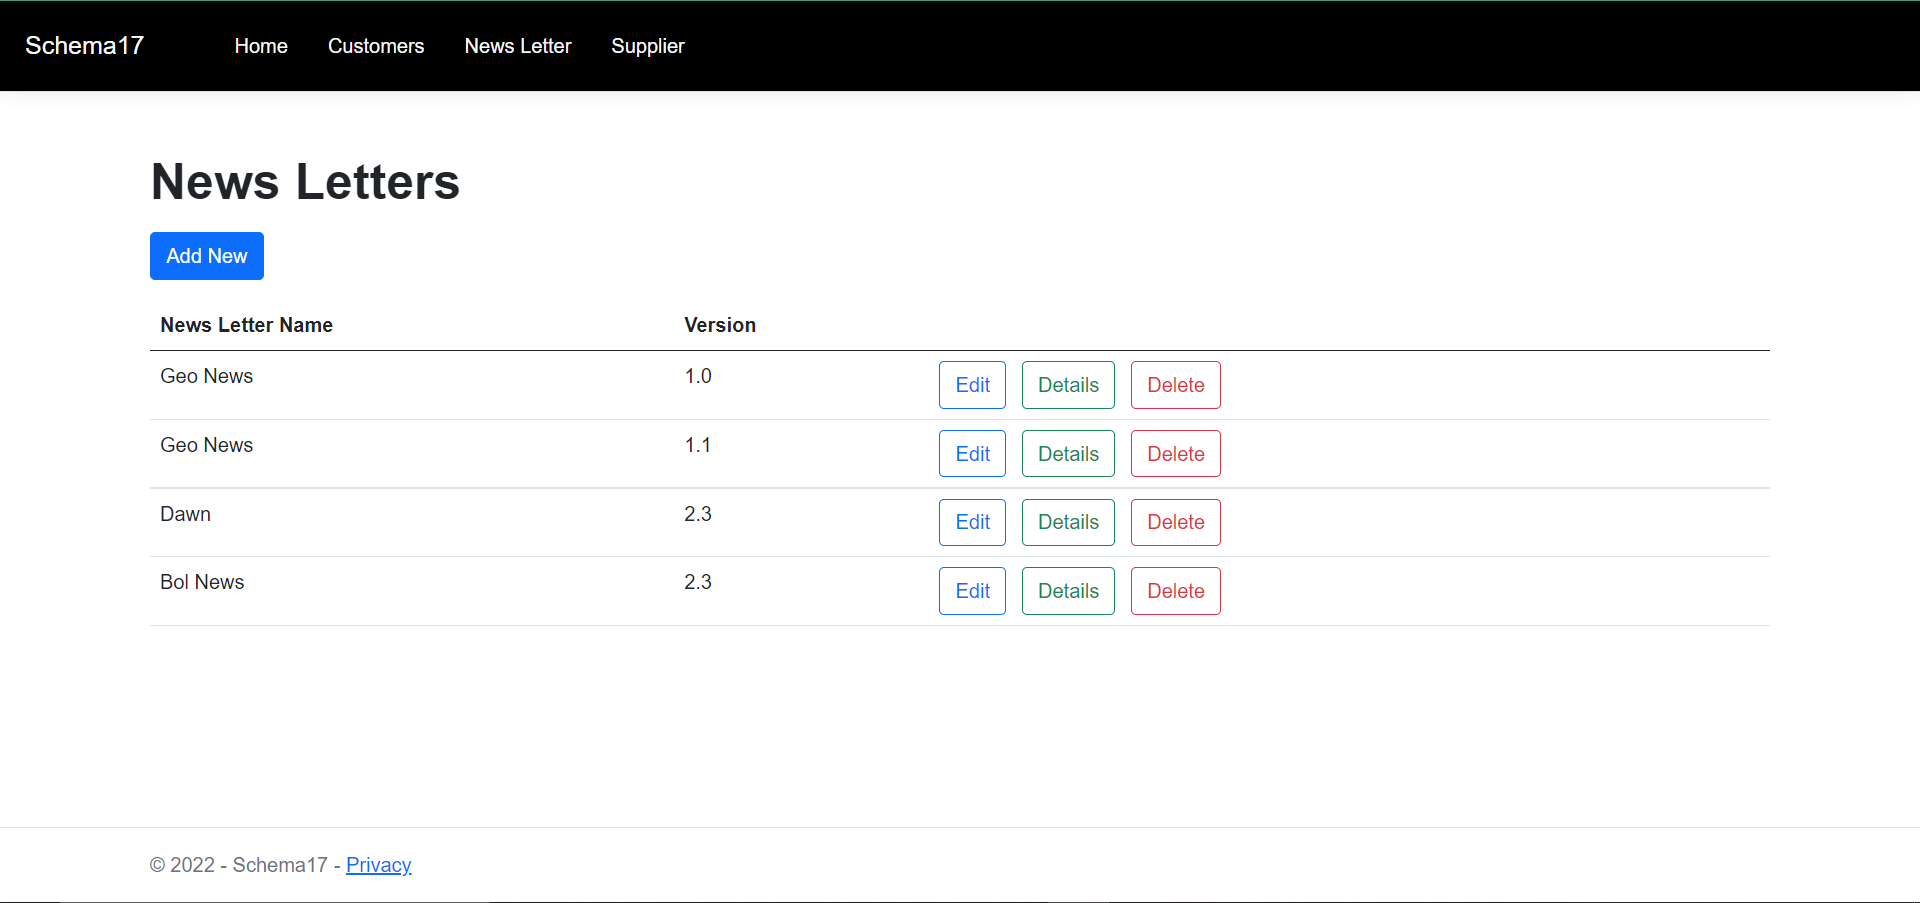 Schema17 Home Customers News Letter Supplier
News Letters
Add New
News Letter Name Version
Geo News 1.0 Edit Details Delete
Geo News 1.1 Edit Details Delete
Dawn 2.3 Edit Details Delete
Bol News 2.3 Edit Details Delete
© 2022 - Schema17 - Privacy